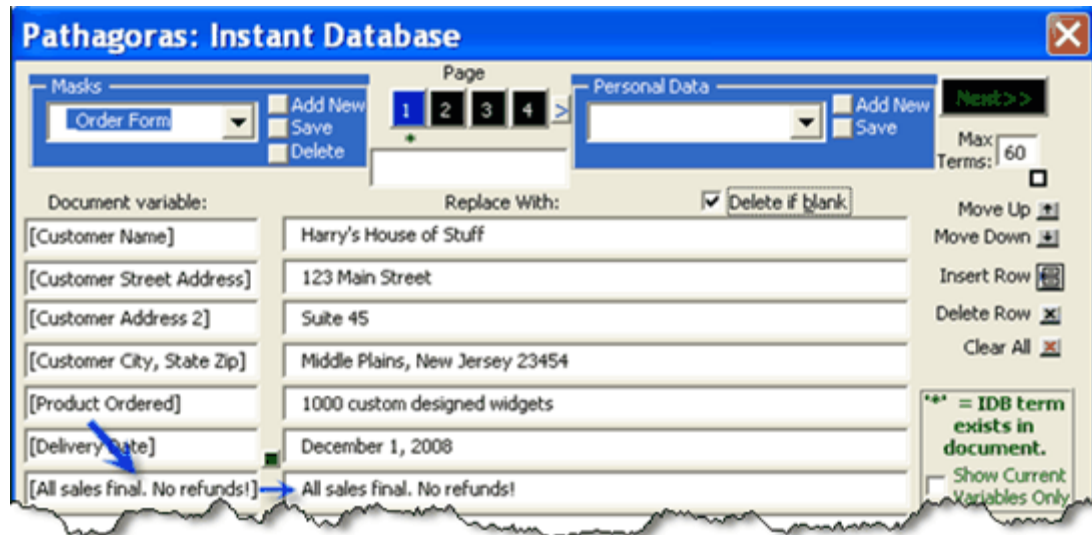 Pathagoras: Instant Database
Masks
Order Form
Add New
Save
Delete
Page
1 2 3 4 >
*
Personal Data
Add New
Save
Next>>
Max
Terms: 60
Document variable:
Replace With:
Delete if blank
[Customer Name]
Harry's House of Stuff
[Customer Street Address]
123 Main Street
[Customer Address 2]
Suite 45
[Customer City, State Zip]
Middle Plains, New Jersey 23454
[Product Ordered]
1000 custom designed widgets
[Delivery Date]
December 1, 2008
[All sales final. No refunds!]
All sales final. No refunds!
Move Up
Move Down
Insert Row
Delete Row
Clear All
"*" = IDB term
exists in
document.
Show Current
Variables Only